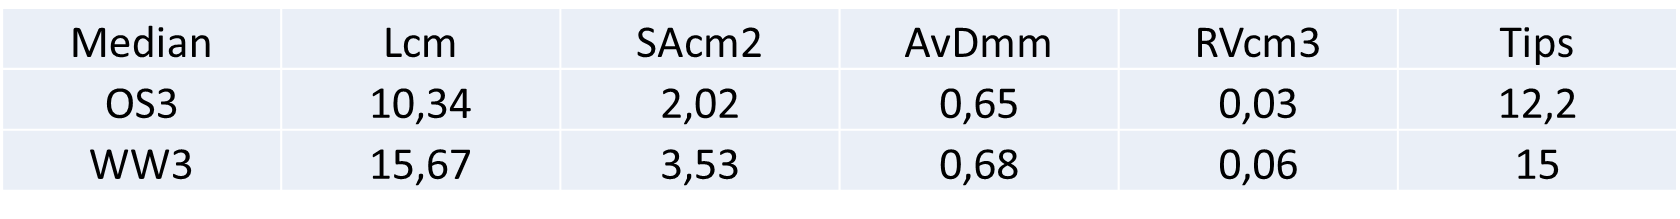 Median Lcm SAcm2 AvDmm RVcm3 Tips
OS3 10,34 2,02 0,65 0,03 12,2
WW3 15,67 3,53 0,68 0,06 15